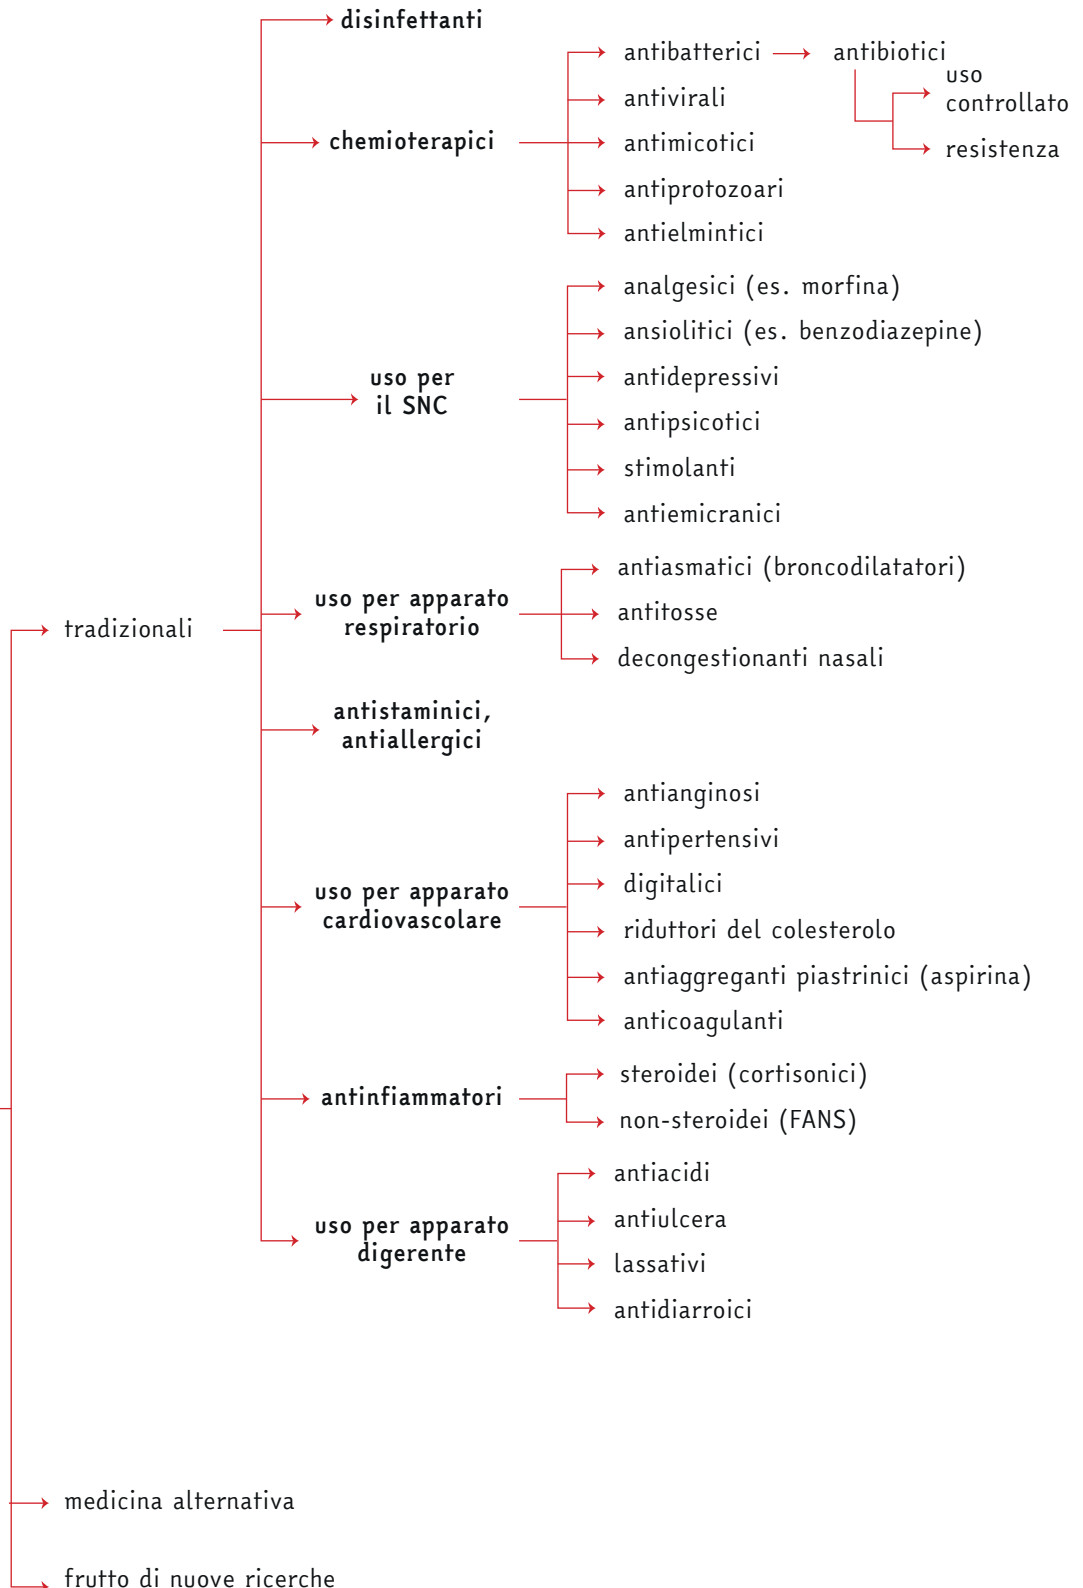 disinfettanti
antibatterici
antibiotici
uso
controllato
resistenza
antivirali
chemioterapici
antimicotici
antiprotozoari
antielmintici
analgesici (es. morfina)
ansiolitici (es. benzodiazepine)
uso per
il SNC
antidepressivi
antipsicotici
stimolanti
antiemicranici
antiasmatici (broncodilatatori)
uso per apparato
respiratorio
antitosse
decongestionanti nasali
tradizionali
antistaminici,
antiallergici
antianginosi
antipertensivi
digitalici
uso per apparato
cardiovascolare
riduttori del colesterolo
antiaggreganti piastrinici (aspirina)
anticoagulanti
steroidei (cortisonici)
antinfiammatori
non-steroidei (FANS)
antiacidi
antiulcera
uso per apparato
digerente
lassativi
antidiarroici
medicina alternativa
frutto di nuove ricerche